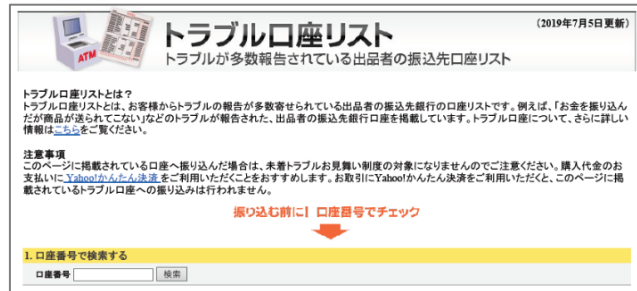 ATM
トラブル口座リスト
(2019年7月5日更新)
トラブルが多数報告されている出品者の振込先口座リスト
トラブル口座リストとは？
トラブル口座リストとは、お客様からトラブルの報告が多数寄せられている出品者の振込先銀行の口座リストです。例えば、「お金を振り込ん
だが商品が送られてこない」などのトラブルが報告された、出品者の振込先銀行口座を掲載しています。トラブル口座について、さらに詳しい
情報はこちらをご覧ください。
注意事項
このページに掲載されている口座へ振り込んだ場合は、未着トラブルお見舞い制度の対象になりませんのでご注意ください。購入代金のお
支払いに Yahoo!かんたん決済 をご利用いただくことをおすすめします。お取引にYahoo!かんたん決済をご利用いただくと、このページに掲
載されているトラブル口座への振り込みは行われません。
振り込む前に! 口座番号でチェック
1. 口座番号で検索する
口座番号 検索